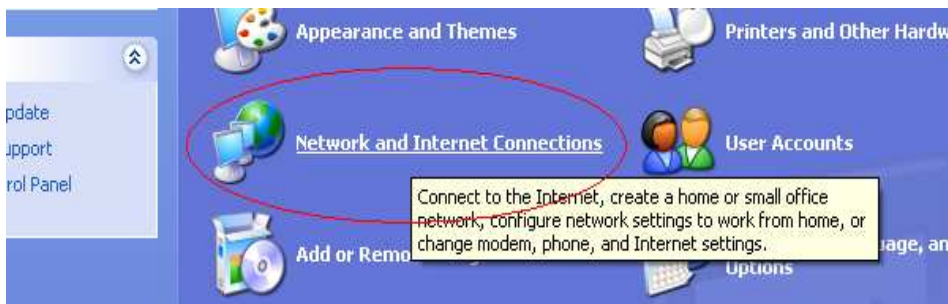 Appearance and Themes
Printers and Other Hardw
pdate
upport
rol Panel
Network and Internet Connections
User Accounts
Connect to the Internet, create a home or small office
network, configure network settings to work from home, or
change modem, phone, and Internet settings.
Add or Remo
uage, an
Options